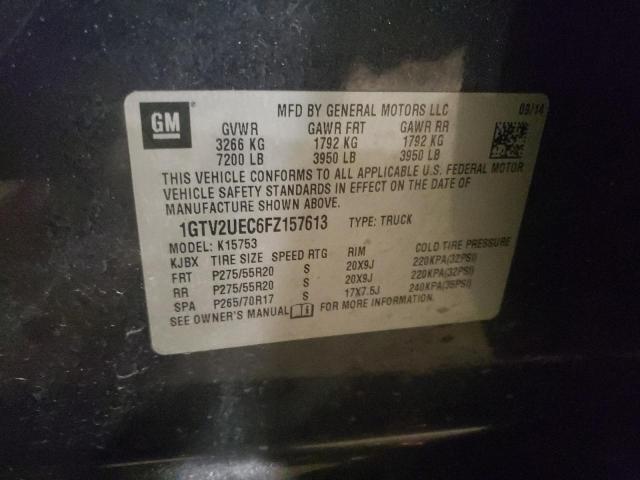 GM
MFD BY GENERAL MOTORS LLC 09/14
GVWR GAWR FRT GAWR RR
3266 KG 1792 KG 1792 KG
7200 LB 3950 LB 3950 LB
THIS VEHICLE CONFORMS TO ALL APPLICABLE U.S. FEDERAL MOTOR
VEHICLE SAFETY STANDARDS IN EFFECT ON THE DATE OF
MANUFACTURE SHOWN ABOVE.
1GTV2UEC6FZ157613 TYPE: TRUCK
MODEL: K15753
KJBX TIRE SIZE SPEED RTG RIM COLD TIRE PRESSURE
FRT P275/55R20 S 20X9J 220KPA(32PSI)
RR P275/55R20 S 20X9J 220KPA(32PSI)
SPA P265/70R17 S 17X7.5J 240KPA(35PSI)
SEE OWNER'S MANUAL FOR MORE INFORMATION.